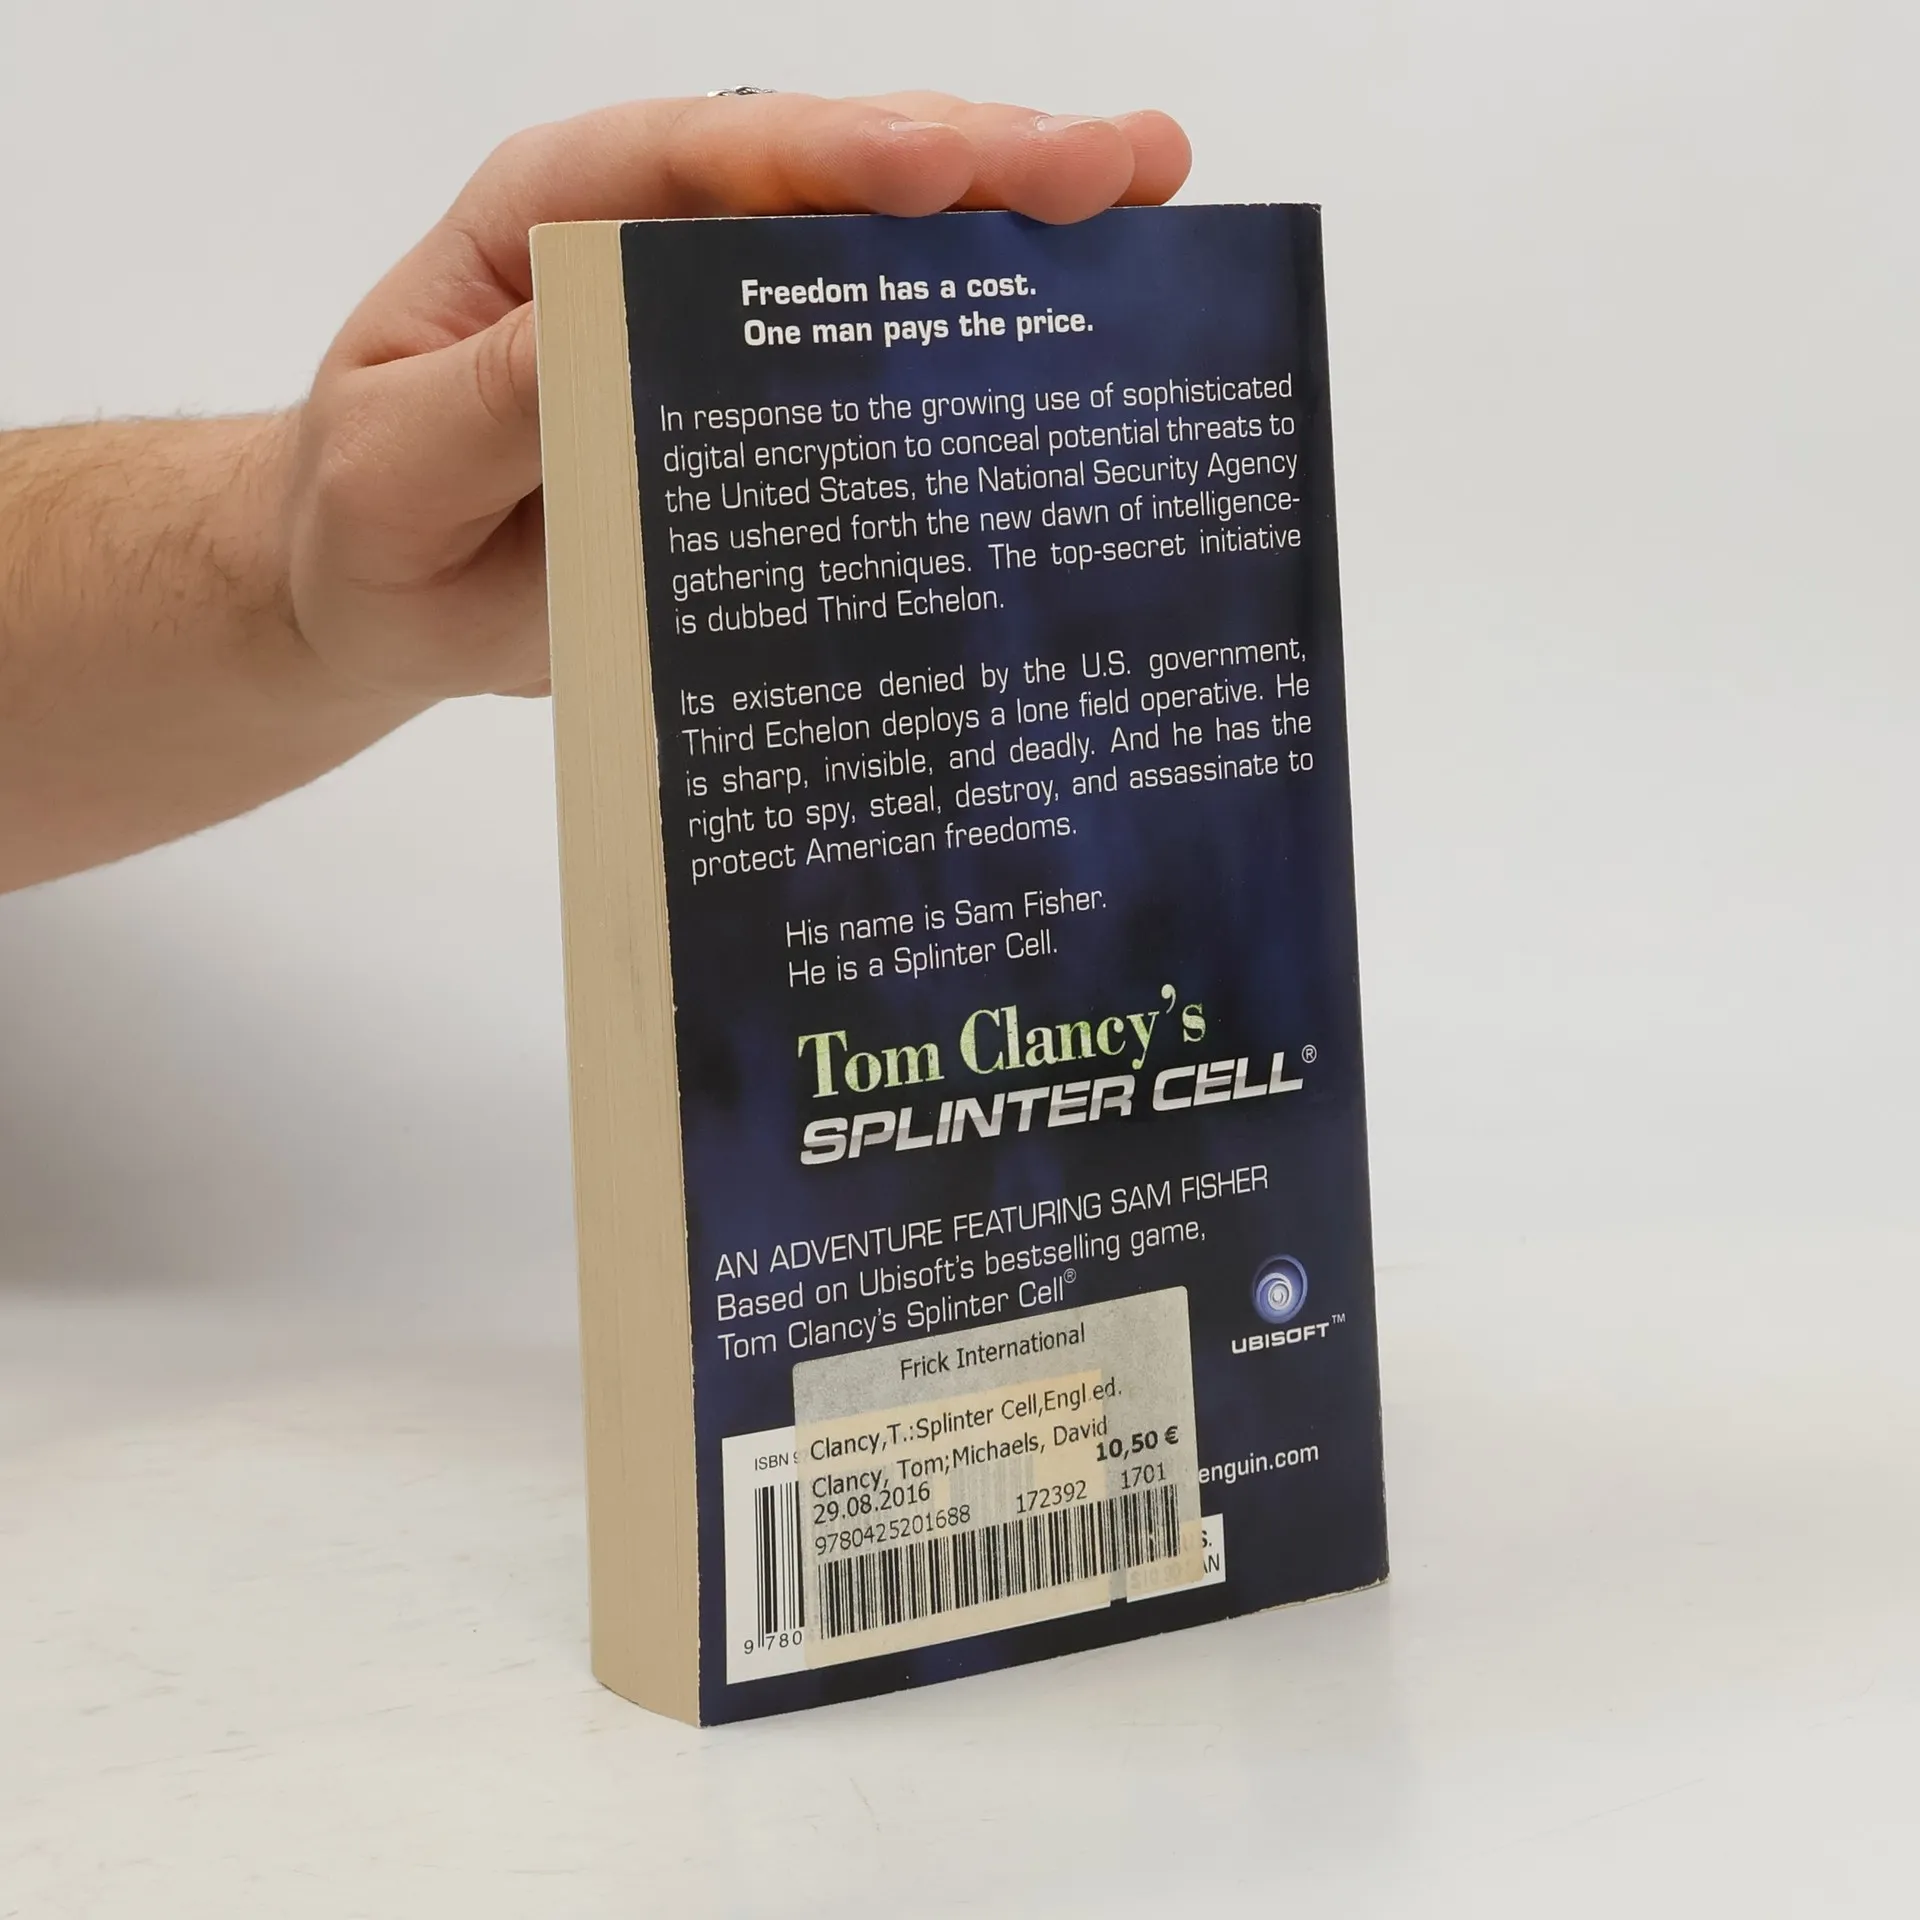 Freedom has a cost.
One man pays the price.
In response to the growing use of sophisticated
digital encryption to conceal potential threats to
the United States, the National Security Agency
has ushered forth the new dawn of intelligence-
gathering techniques. The top-secret initiative
is dubbed Third Echelon.
Its existence denied by the U.S. government,
Third Echelon deploys a lone field operative. He
is sharp, invisible, and deadly. And he has the
right to spy, steal, destroy, and assassinate to
protect American freedoms.
His name is Sam Fisher.
He is a Splinter Cell.
Tom Clancy's
SPLINTER CELL®
AN ADVENTURE FEATURING SAM FISHER
Based on Ubisoft's bestselling game,
Tom Clancy's Splinter Cell®
UBISOFT™
Frick International
Clancy,T.:Splinter Cell,Engl.ed.
Clancy, Tom;Michaels, David
10,50 €
29.08.2016
9780425201688 172392 1701
ISBN 9
enguin.com
S.
AN
9 780